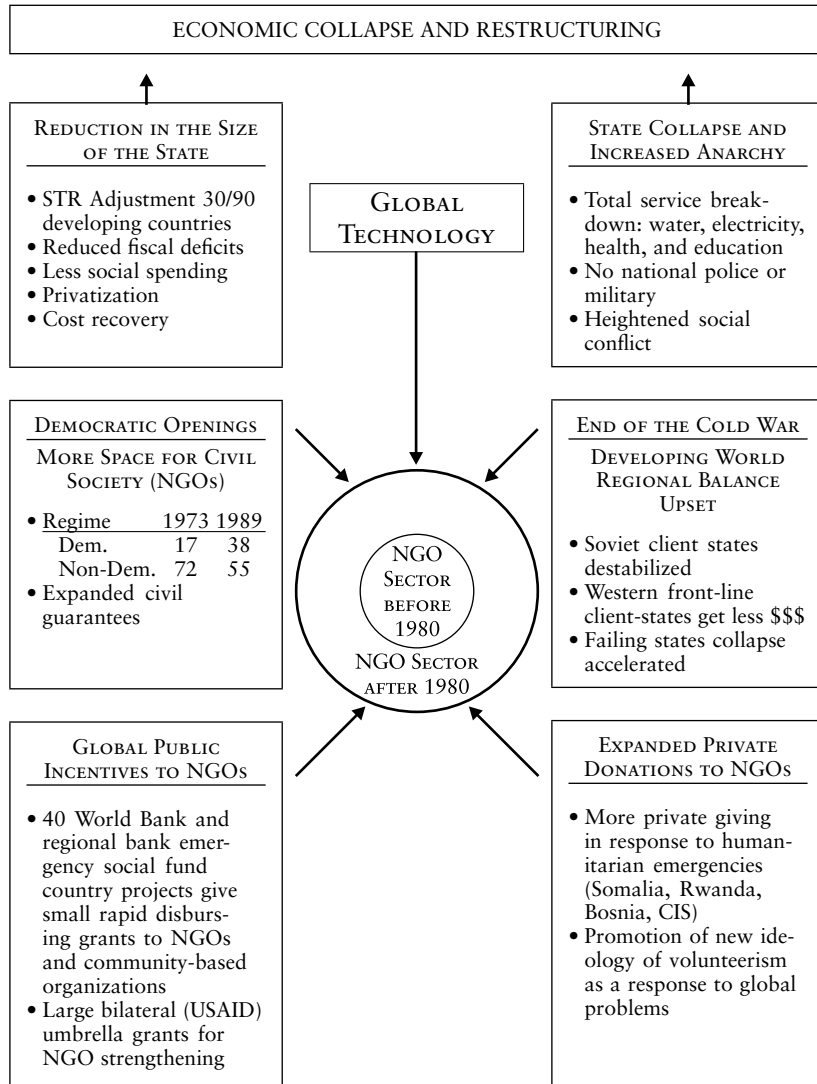 ECONOMIC COLLAPSE AND RESTRUCTURING
REDUCTION IN THE SIZE
OF THE STATE
• STR Adjustment 30/90
developing countries
• Reduced fiscal deficits
• Less social spending
• Privatization
• Cost recovery
GLOBAL
TECHNOLOGY
STATE COLLAPSE AND
INCREASED ANARCHY
• Total service break-
down: water, electricity,
health, and education
• No national police or
military
• Heightened social
conflict
DEMOCRATIC OPENINGS
MORE SPACE FOR CIVIL
SOCIETY (NGOS)
• Regime 1973 1989
Dem. 17 38
Non-Dem. 72 55
• Expanded civil
guarantees
NGO
SECTOR
BEFORE
1980
NGO SECTOR
AFTER 1980
END OF THE COLD WAR
DEVELOPING WORLD
REGIONAL BALANCE
UPSET
• Soviet client states
destabilized
• Western front-line
client-states get less $$$
• Failing states collapse
accelerated
GLOBAL PUBLIC
INCENTIVES TO NGOS
• 40 World Bank and
regional bank emer-
gency social fund
country projects give
small rapid disburs-
ing grants to NGOs
and community-based
organizations
• Large bilateral (USAID)
umbrella grants for
NGO strengthening
EXPANDED PRIVATE
DONATIONS TO NGOS
• More private giving
in response to human-
itarian emergencies
(Somalia, Rwanda,
Bosnia, CIS)
• Promotion of new ide-
ology of volunteerism
as a response to global
problems